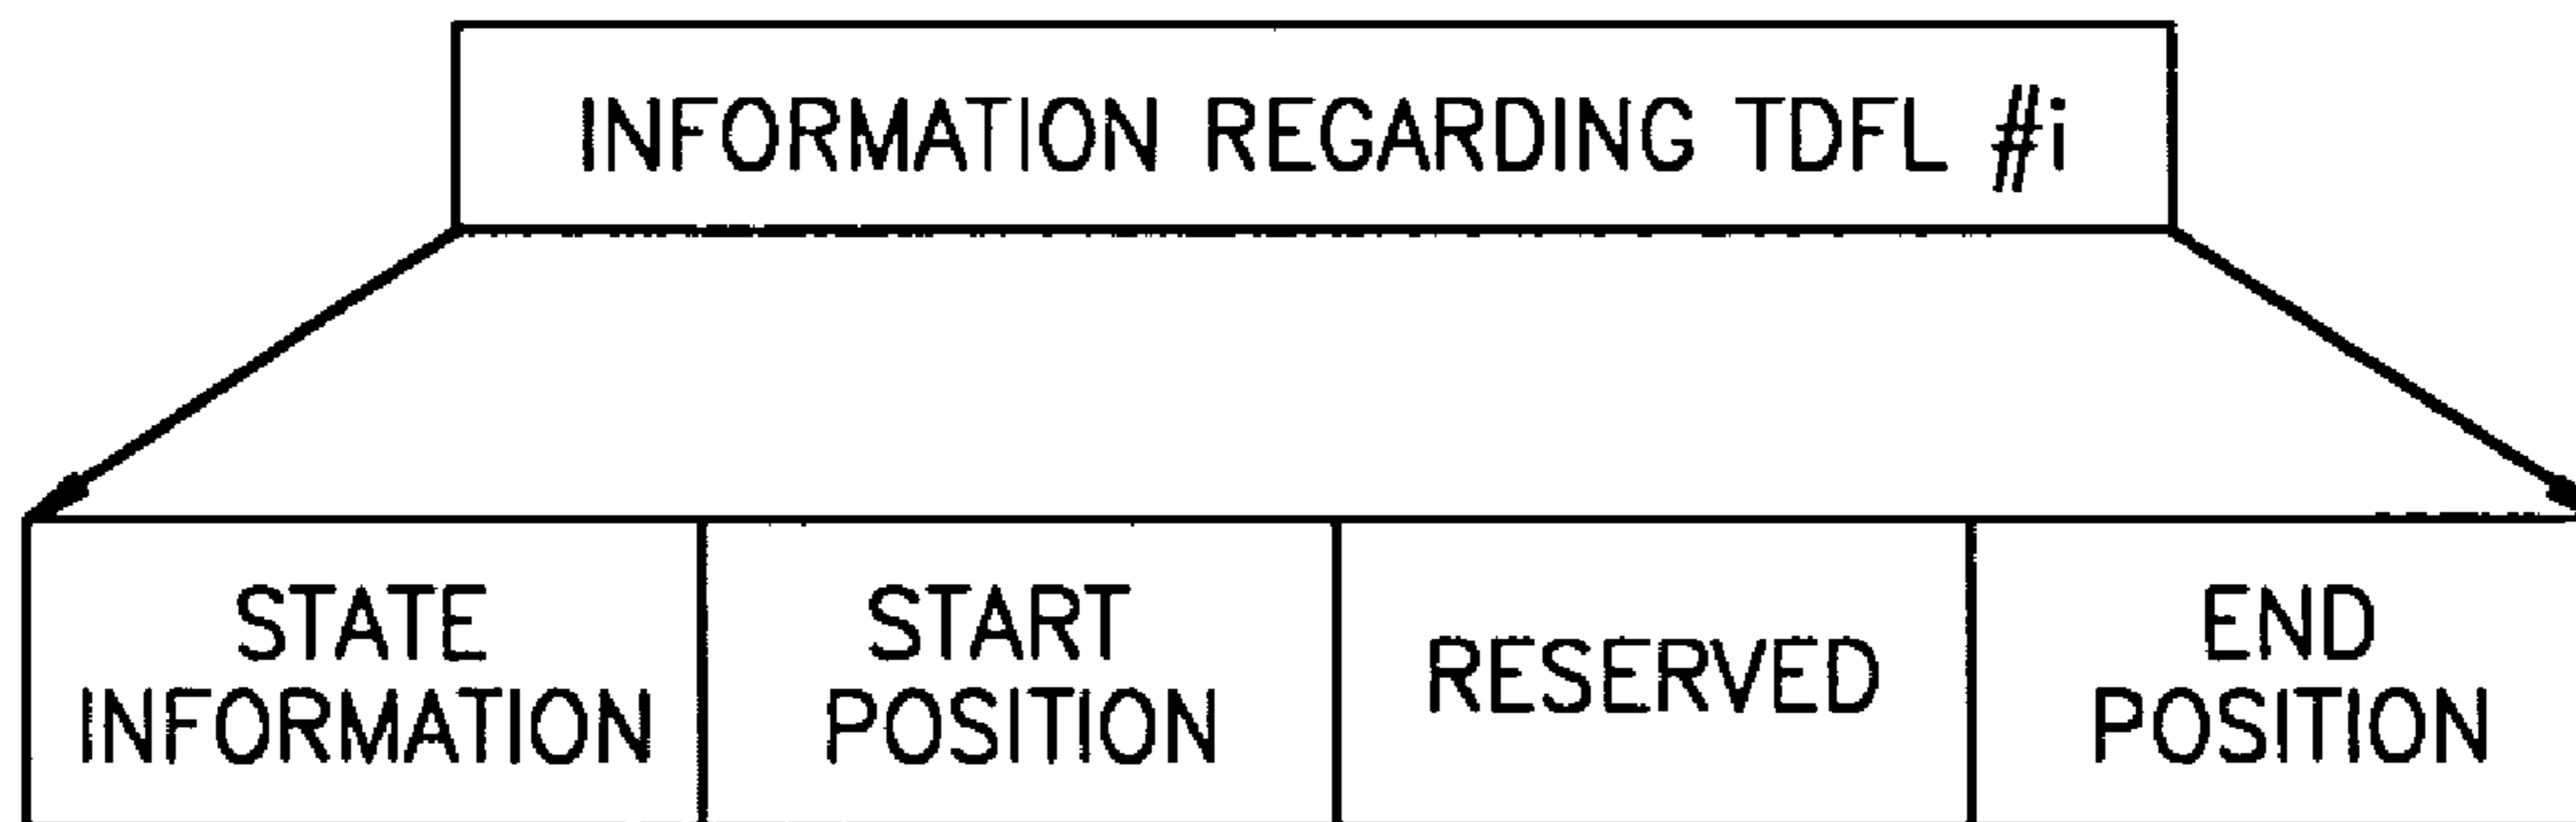 INFORMATION REGARDING TDFL #i
STATE
INFORMATION
START
POSITION
RESERVED
END
POSITION